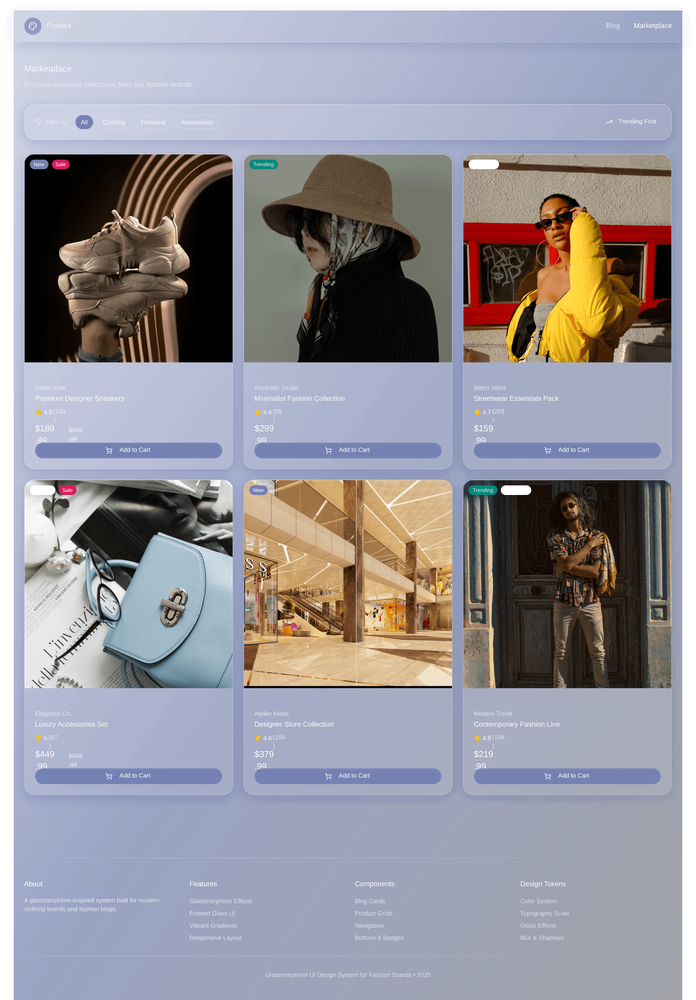 Present
Blog
Marketplace
Marketplace
Discover exclusive collections from top fashion brands
Filter by:
All
Clothing
Footwear
Accessories
Trending First
New
Sale
Urban Elite
Premium Designer Sneakers
4.8 (124
)
$189
.99
$249
.99
Add to Cart
Trending
Aesthetic Studio
Minimalist Fashion Collection
4.9 (89
)
$299
.99
Add to Cart
Metro Vibes
Streetwear Essentials Pack
4.7 (203
)
$159
.99
Add to Cart
Sale
Elegance Co
Luxury Accessories Set
5 (67
)
$449
.99
$599
.99
Add to Cart
New
Atelier Mode
Designer Store Collection
4.6 (156
)
$379
.99
Add to Cart
Trending
Modern Trend
Contemporary Fashion Line
4.8 (198
)
$219
.99
Add to Cart
About
A glassmorphism-inspired system built for modern
clothing brands and fashion blogs.
Features
Glassmorphism Effects
Frosted Glass UI
Vibrant Gradients
Responsive Layout
Components
Blog Cards
Product Grids
Navigation
Buttons & Badges
Design Tokens
Color System
Typography Scale
Glass Effects
Blur & Shadows
Glassmorphism UI Design System for Fashion Brands • 2025